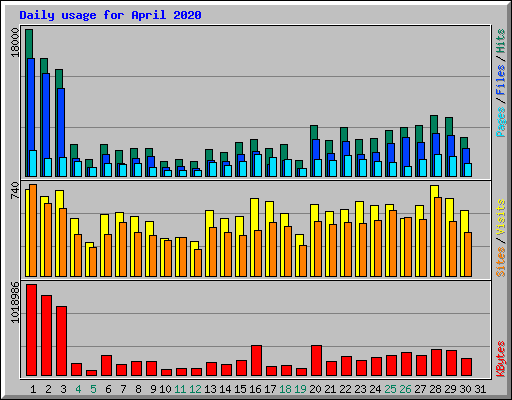 Daily usage for April 2020
18000
Pages / Files / Hits
740
Sites / Visits
1018986
KBytes
1 2 3 4 5 6 7 8 9 10 11 12 13 14 15 16 17 18 19 20 21 22 23 24 25 26 27 28 29 30 31